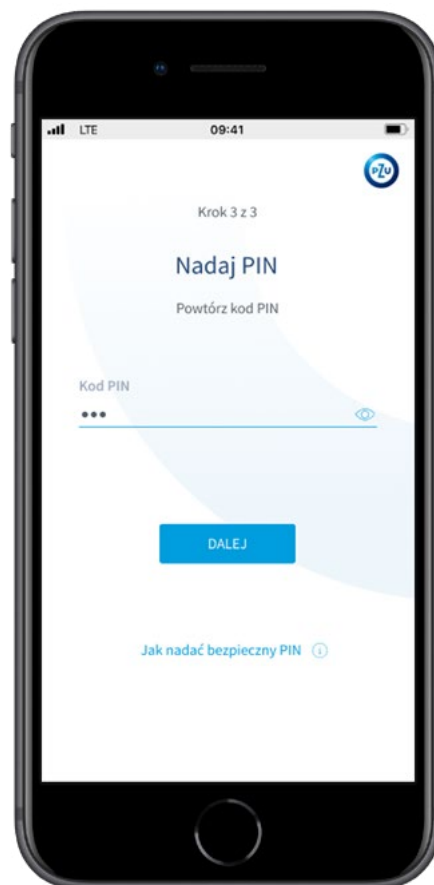 LTE 09:41
PZU
Krok 3 z 3
Nadaj PIN
Powtórz kod PIN
Kod PIN
•••
DALEJ
Jak nadać bezpieczny PIN